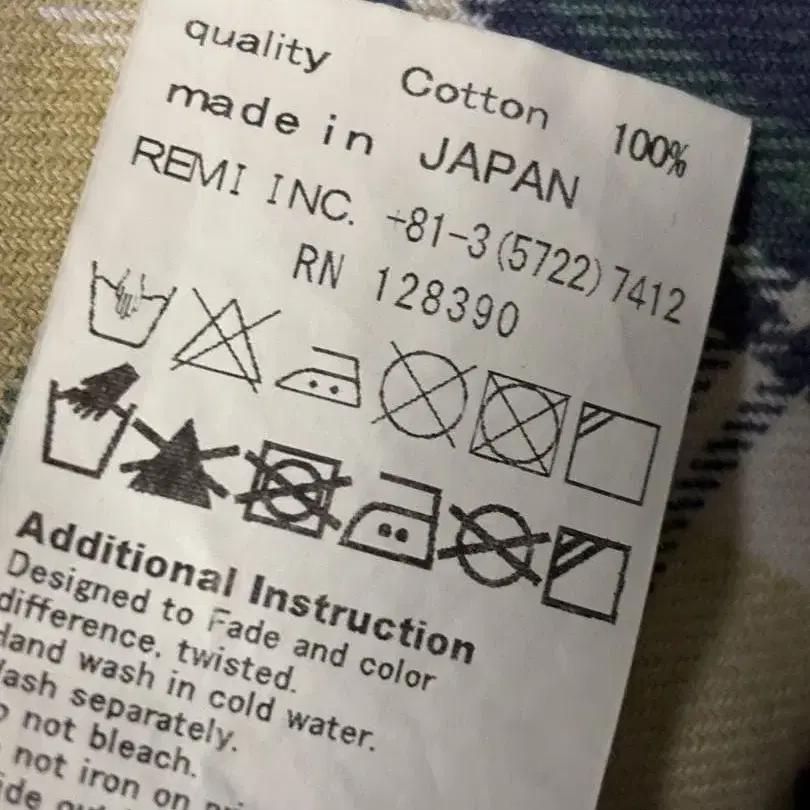 quality Cotton 100%
made in JAPAN
REMI INC. +81-3(5722)7412
RN 128390
Additional Instruction
Designed to Fade and color
difference, twisted.
Hand wash in cold water.
Wash separately.
not bleach.
not iron on